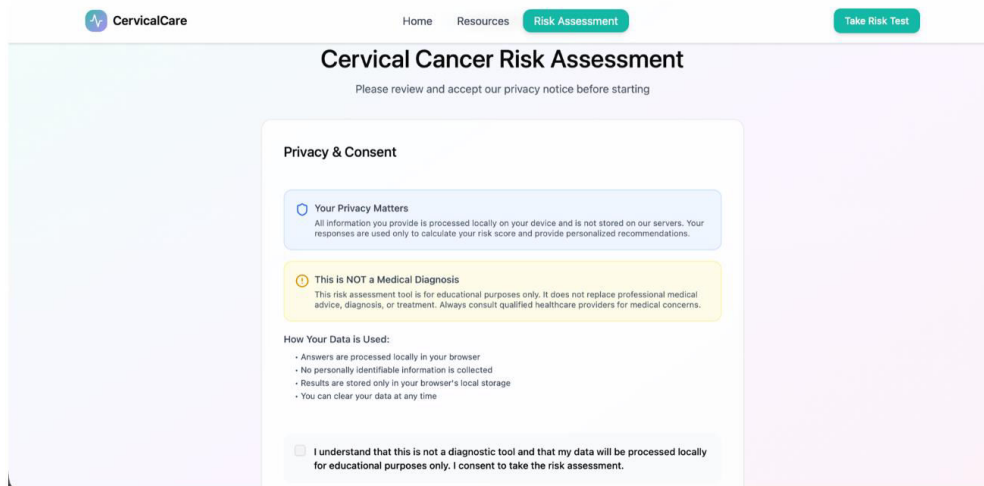 CervicalCare
Home
Resources
Risk Assessment
Take Risk Test
Cervical Cancer Risk Assessment
Please review and accept our privacy notice before starting
Privacy & Consent
Your Privacy Matters
All information you provide is processed locally on your device and is not stored on our servers. Your
responses are used only to calculate your risk score and provide personalized recommendations.
This is NOT a Medical Diagnosis
This risk assessment tool is for educational purposes only. It does not replace professional medical
advice, diagnosis, or treatment. Always consult qualified healthcare providers for medical concerns.
How Your Data is Used:
• Answers are processed locally in your browser
• No personally identifiable information is collected
• Results are stored only in your browser's local storage
• You can clear your data at any time
I understand that this is not a diagnostic tool and that my data will be processed locally
for educational purposes only. I consent to take the risk assessment.